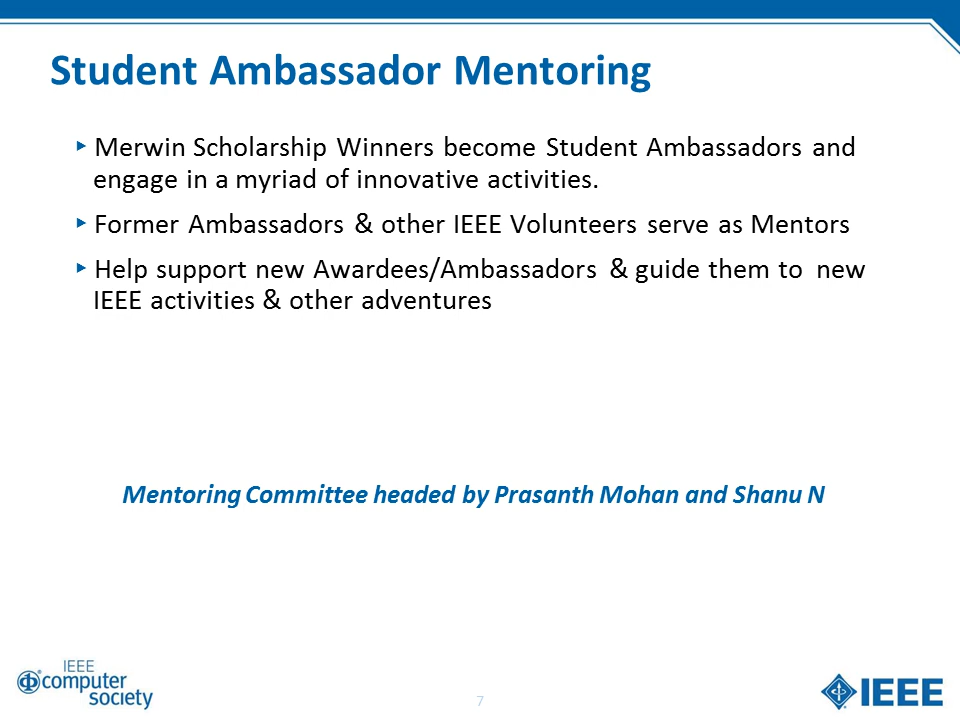 Student Ambassador Mentoring
▸ Merwin Scholarship Winners become Student Ambassadors and
engage in a myriad of innovative activities.
▸ Former Ambassadors & other IEEE Volunteers serve as Mentors
▸ Help support new Awardees/Ambassadors & guide them to new
IEEE activities & other adventures
Mentoring Committee headed by Prasanth Mohan and Shanu N
IEEE
computer
society
7
IEEE